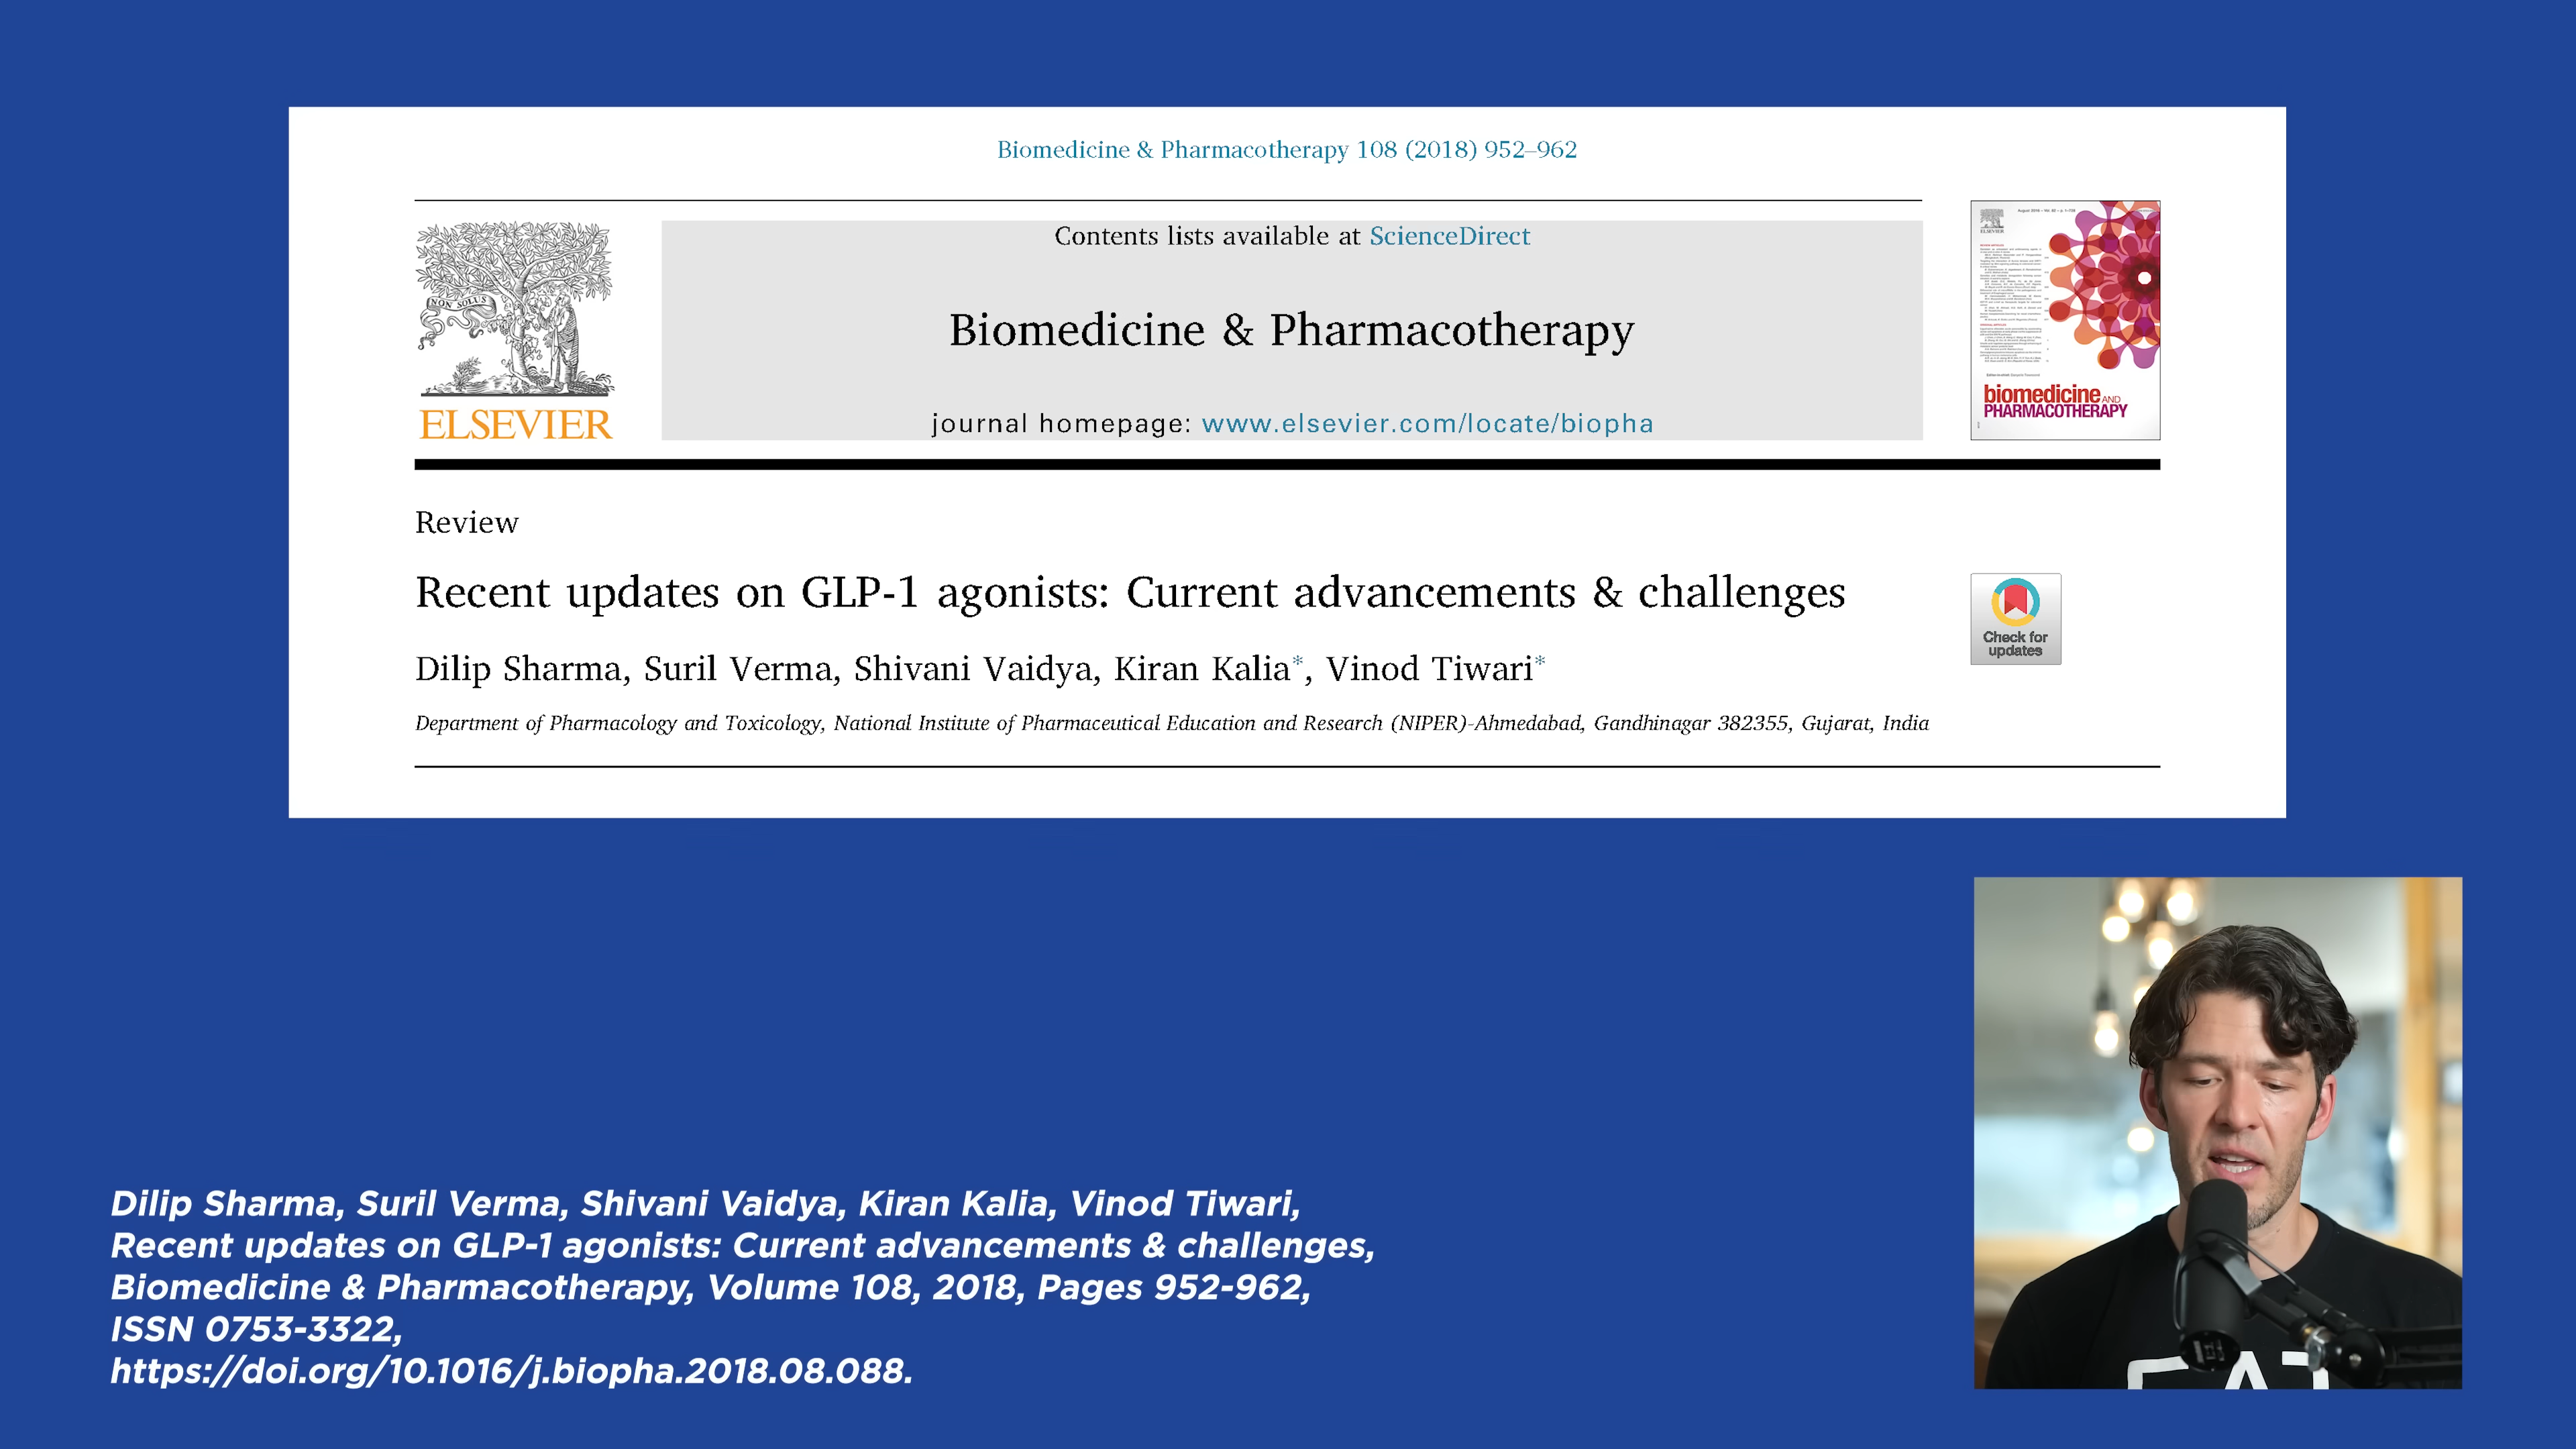 Biomedicine & Pharmacotherapy 108 (2018) 952–962
NON SOLUS
ELSEVIER
Contents lists available at ScienceDirect
Biomedicine & Pharmacotherapy
journal homepage: www.elsevier.com/locate/biopha
ELSEVIER
biomedicine AND
PHARMACOTHERAPY
Review
Recent updates on GLP-1 agonists: Current advancements & challenges
Check for
updates
Dilip Sharma, Suril Verma, Shivani Vaidya, Kiran Kalia*, Vinod Tiwari*
Department of Pharmacology and Toxicology, National Institute of Pharmaceutical Education and Research (NIPER)-Ahmedabad, Gandhinagar 382355, Gujarat, India
Dilip Sharma, Suril Verma, Shivani Vaidya, Kiran Kalia, Vinod Tiwari,
Recent updates on GLP-1 agonists: Current advancements & challenges,
Biomedicine & Pharmacotherapy, Volume 108, 2018, Pages 952-962,
ISSN 0753-3322,
https://doi.org/10.1016/j.biopha.2018.08.088.